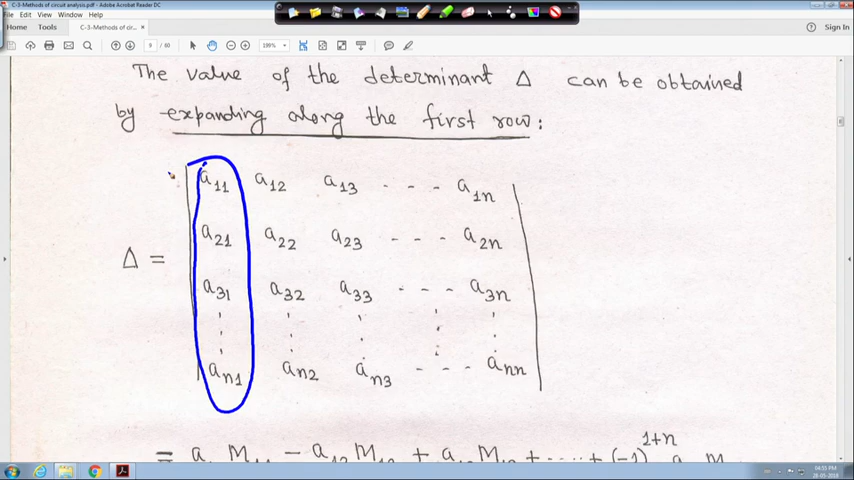 C-3-Methods of circuit analysis.pdf - Adobe Acrobat Reader DC
File Edit View Window Help
Home Tools C-3-Methods of cir... × Sign In
9 / 60
The value of the determinant Δ can be obtained
by expanding along the first row:
a11 a12 a13 - - - a1n
a21 a22 a23 - - - a2n
Δ =
a31 a32 a33 - - - a3n
an1 an2 an3 - - - ann
1+n
04:55 PM